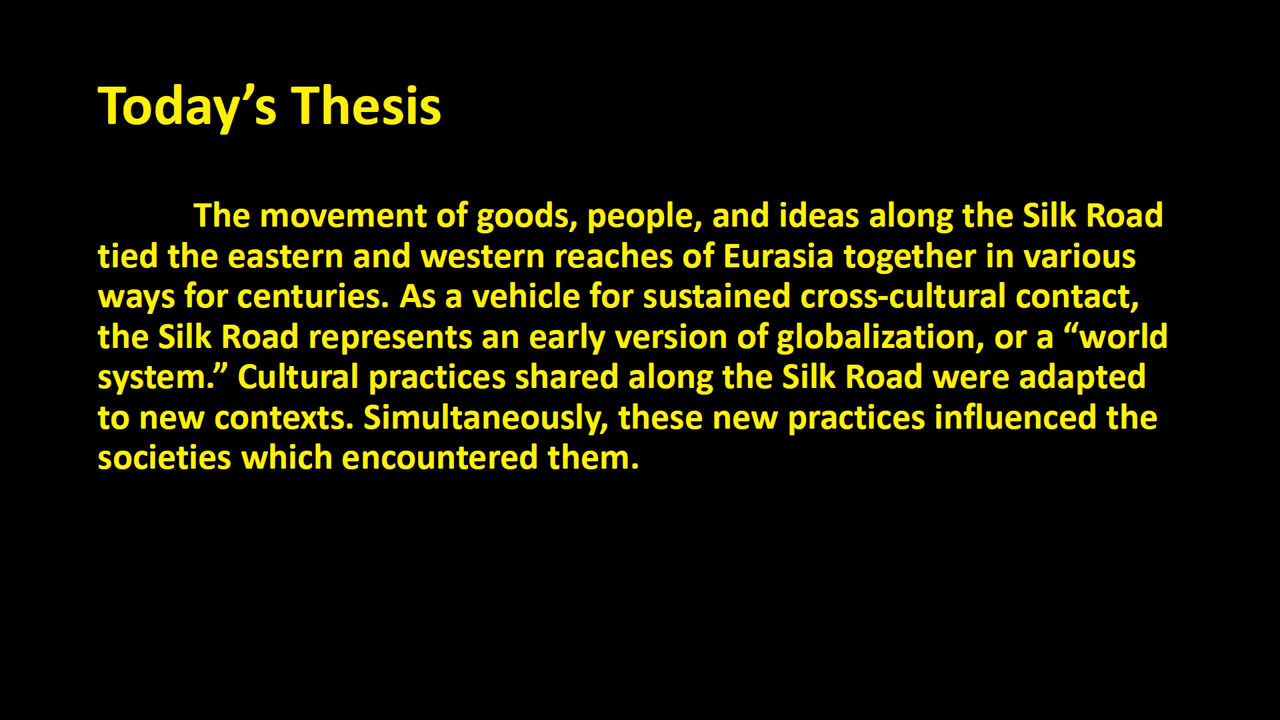 Today’s Thesis
The movement of goods, people, and ideas along the Silk Road
tied the eastern and western reaches of Eurasia together in various
ways for centuries. As a vehicle for sustained cross-cultural contact,
the Silk Road represents an early version of globalization, or a “world
system.” Cultural practices shared along the Silk Road were adapted
to new contexts. Simultaneously, these new practices influenced the
societies which encountered them.